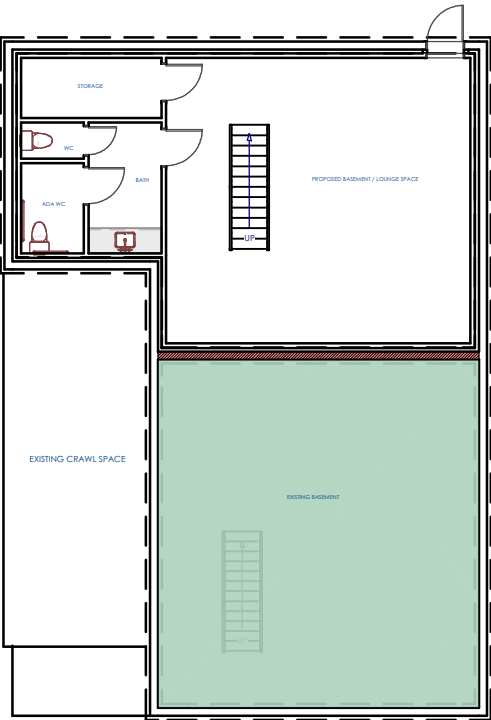 STORAGE
WC
BATH
PROPOSED BASEMENT / LOUNGE SPACE
ADA WC
UP
EXISTING CRAWL SPACE
EXISTING BASEMENT